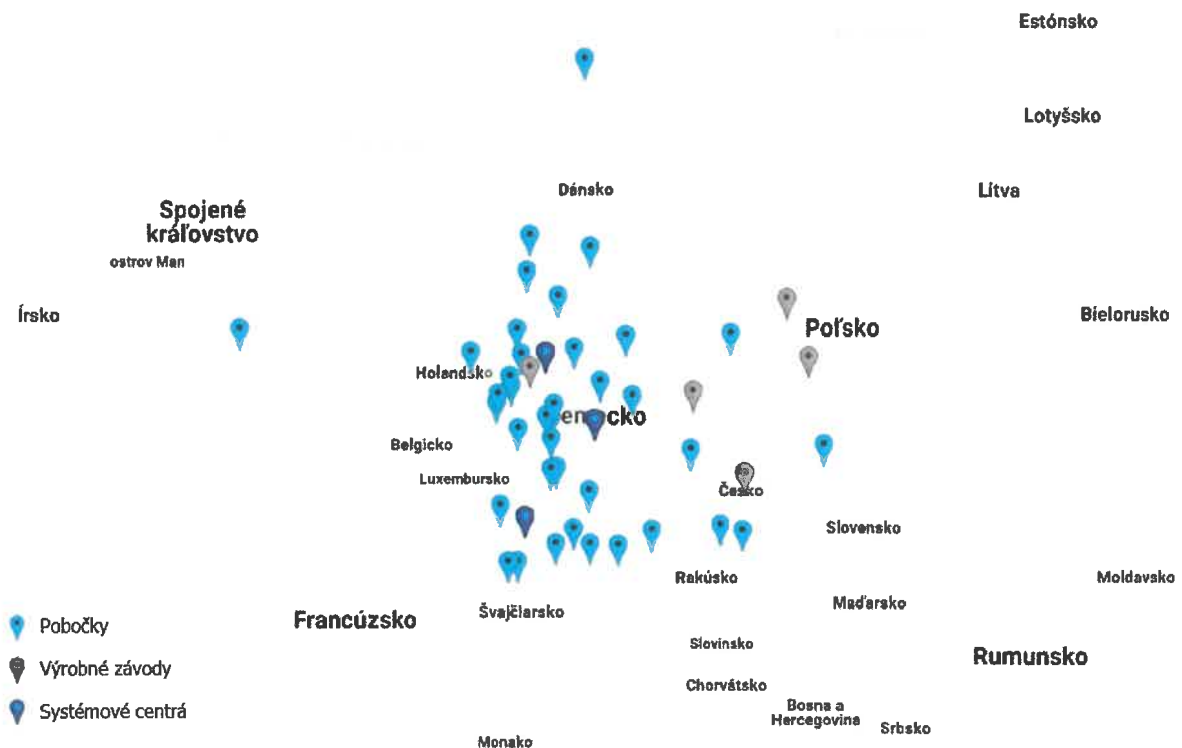 Estónsko
Lotyšsko
Dánsko
Litva
Spojené
kráľovstvo
ostrov Man
Írsko
Bielorusko
Poľsko
Holandsko
emecko
Belgicko
Luxembursko
Česko
Slovensko
Rakúsko
Moldavsko
Maďarsko
Švajčiarsko
Francúzsko
Pobočky
Slovinsko
Výrobné závody
Rumunsko
Chorvátsko
Systémové centrá
Bosna a
Hercegovina
Srbsko
Monako